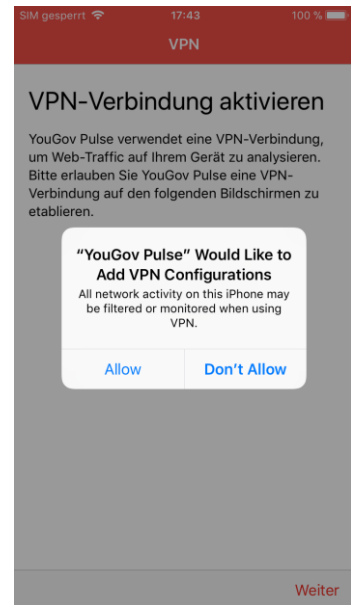 SIM gesperrt 17:43 100 %
VPN
VPN-Verbindung aktivieren
YouGov Pulse verwendet eine VPN-Verbindung,
um Web-Traffic auf Ihrem Gerät zu analysieren.
Bitte erlauben Sie YouGov Pulse eine VPN-
Verbindung auf den folgenden Bildschirmen zu
etablieren.
“YouGov Pulse” Would Like to
Add VPN Configurations
All network activity on this iPhone may
be filtered or monitored when using
VPN.
Allow Don’t Allow
Weiter